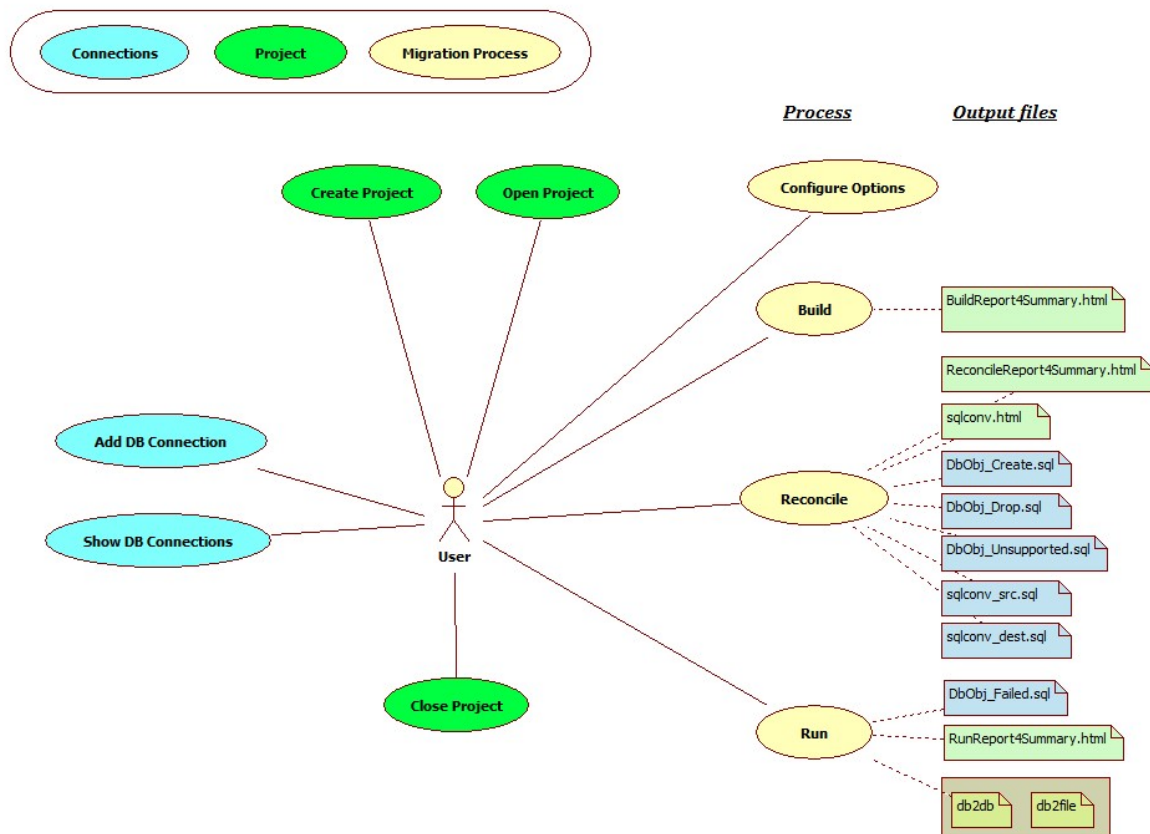 Connections
Project
Migration Process
Process
Output files
Create Project
Open Project
Configure Options
Build
BuildReport4Summary.html
ReconcileReport4Summary.html
sqlconv.html
Add DB Connection
DbObj_Create.sql
Reconcile
DbObj_Drop.sql
Show DB Connections
User
DbObj_Unsupported.sql
sqlconv_src.sql
sqlconv_dest.sql
Close Project
DbObj_Failed.sql
Run
RunReport4Summary.html
db2db
db2file